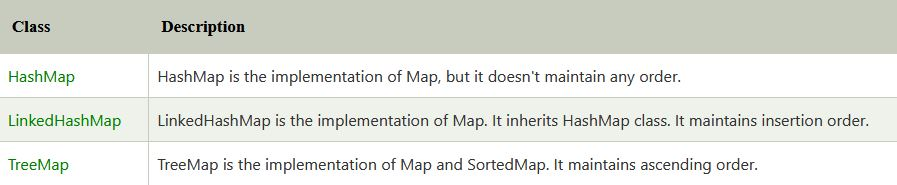 Class Description
HashMap HashMap is the implementation of Map, but it doesn't maintain any order.
LinkedHashMap LinkedHashMap is the implementation of Map. It inherits HashMap class. It maintains insertion order.
TreeMap TreeMap is the implementation of Map and SortedMap. It maintains ascending order.